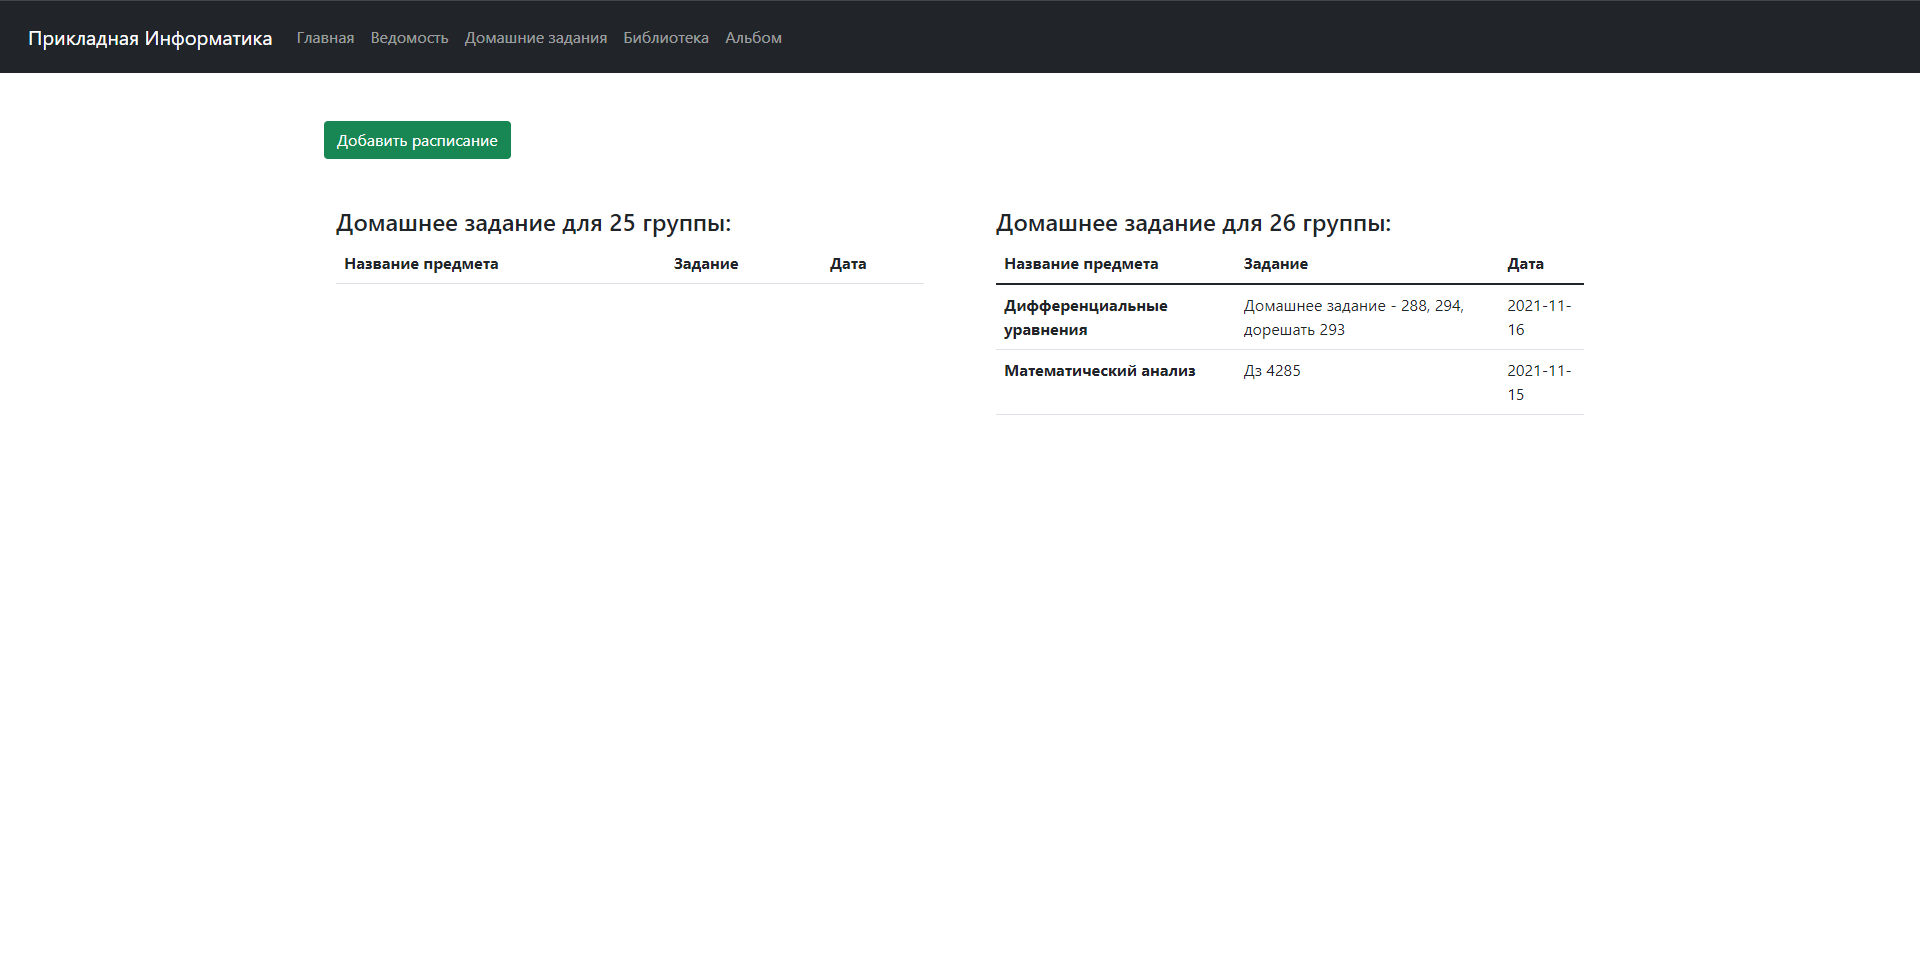 Прикладная Информатика Главная Ведомость Домашние задания Библиотека Альбом
Добавить расписание
Домашнее задание для 25 группы:
Название предмета Задание Дата
Домашнее задание для 26 группы:
Название предмета Задание Дата
Дифференциальные уравнения
Домашнее задание - 288, 294,
дорешать 293
2021-11-
16
Математический анализ
Дз 4285
2021-11-
15